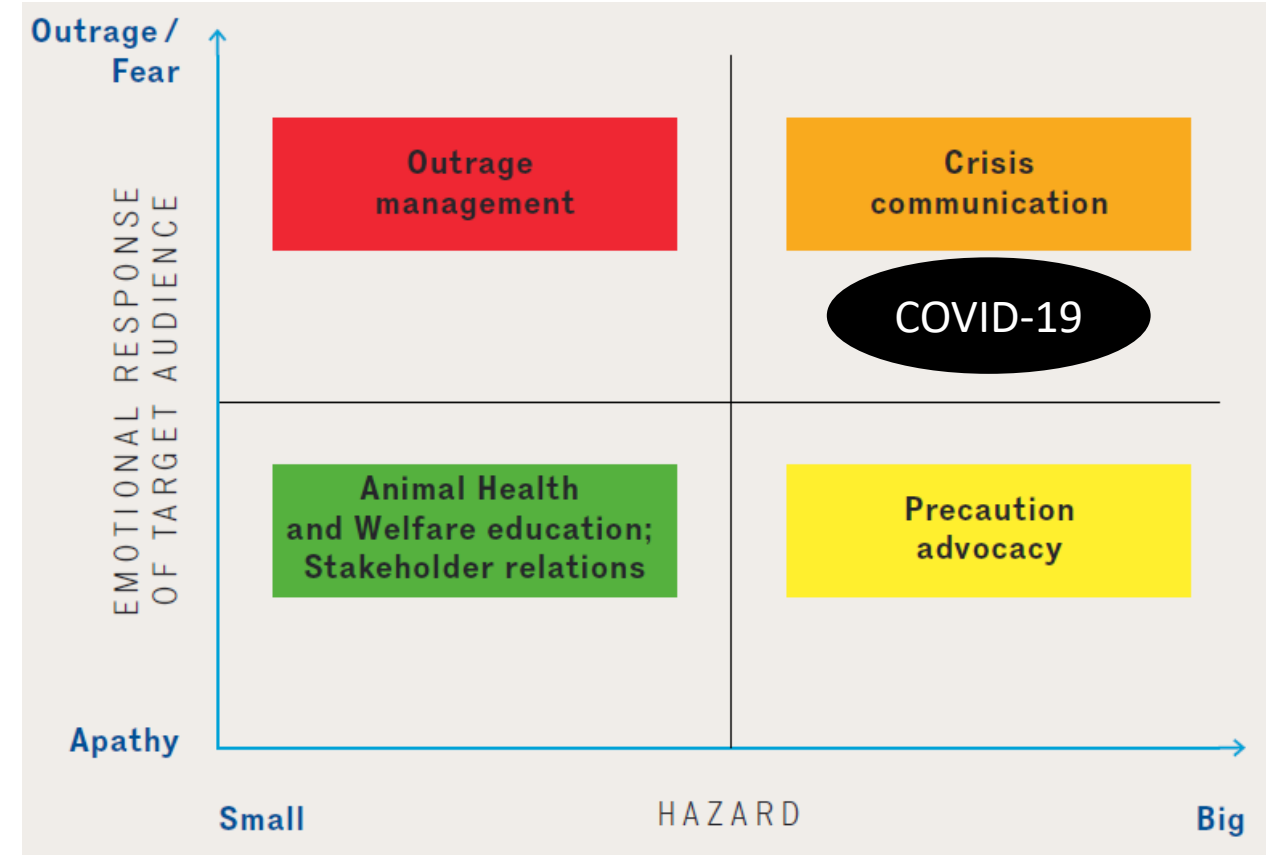 Outrage /
Fear
EMOTIONAL RESPONSE
OF TARGET AUDIENCE
Outrage
management
Crisis
communication
COVID-19
Animal Health
and Welfare education;
Stakeholder relations
Precaution
advocacy
Apathy
Small
HAZARD
Big